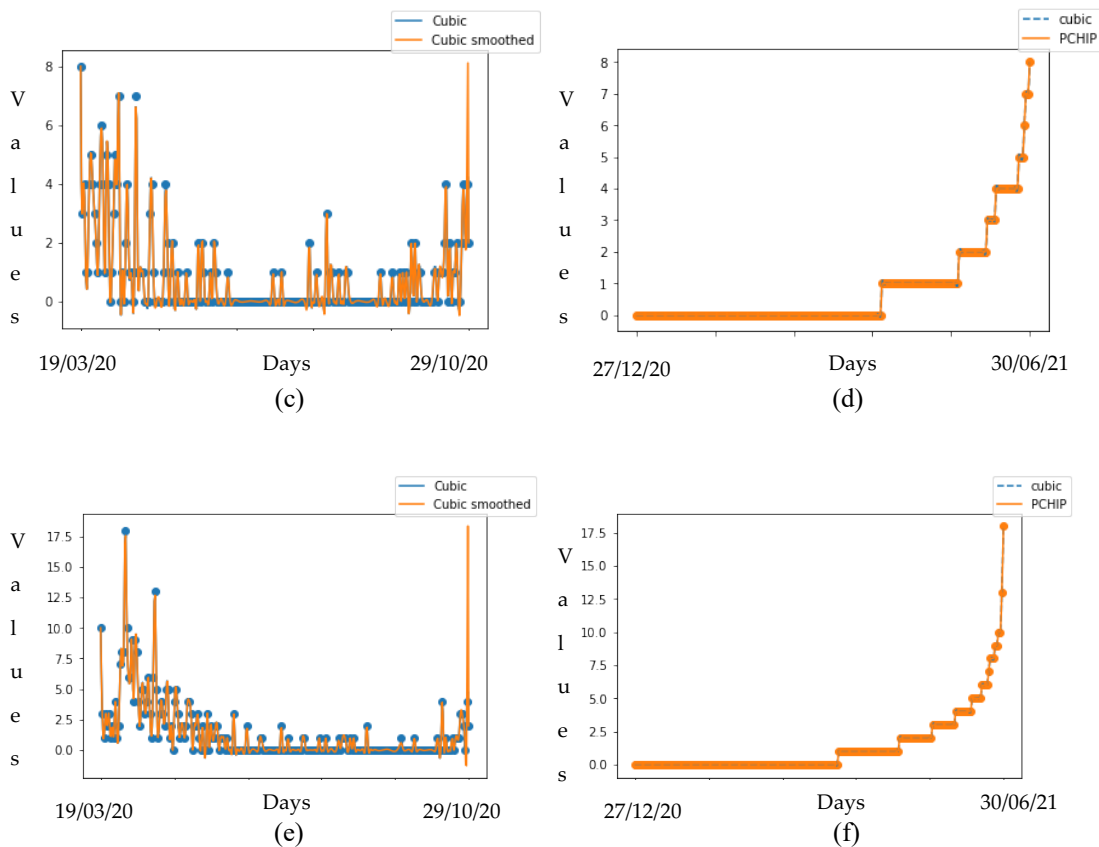 Cubic
Cubic smoothed
8
6
4
2
0
Values
19/03/20
Days
29/10/20
(c)
cubic
PCHIP
8
7
6
5
4
3
2
1
0
Values
27/12/20
Days
30/06/21
(d)
Cubic
Cubic smoothed
17.5
15.0
12.5
10.0
7.5
5.0
2.5
0.0
Values
19/03/20
Days
29/10/20
(e)
cubic
PCHIP
17.5
15.0
12.5
10.0
7.5
5.0
2.5
0.0
Values
27/12/20
Days
30/06/21
(f)